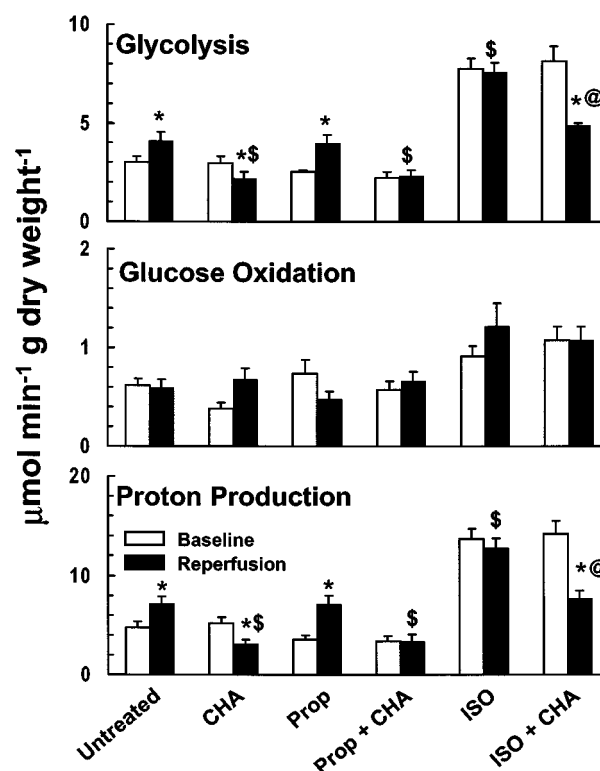 μmol min-1 g dry weight-1
10
Glycolysis
$
*
*
*@
5
*$
$
0
2
Glucose Oxidation
1
0
20
Proton Production
Baseline
$
Reperfusion
*
*
*@
10
*$
$
0
Untreated
CHA
Prop
Prop + CHA
ISO
ISO + CHA